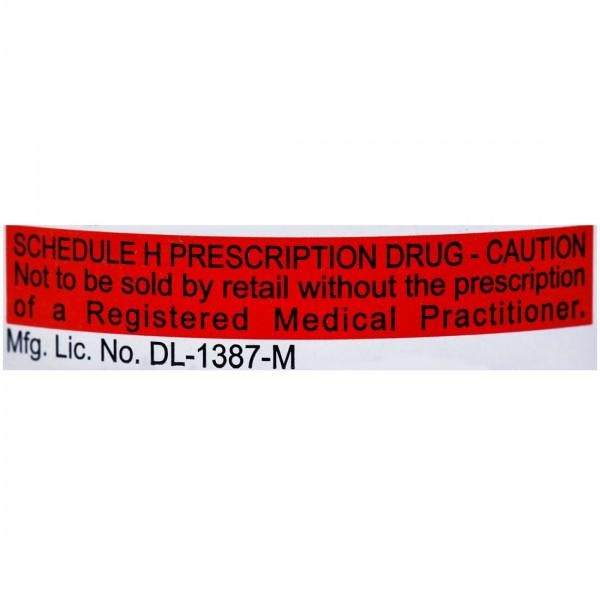 SCHEDULE H PRESCRIPTION DRUG - CAUTION
Not to be sold by retail without the prescription
of a Registered Medical Practitioner.
Mfg. Lic. No. DL-1387-M